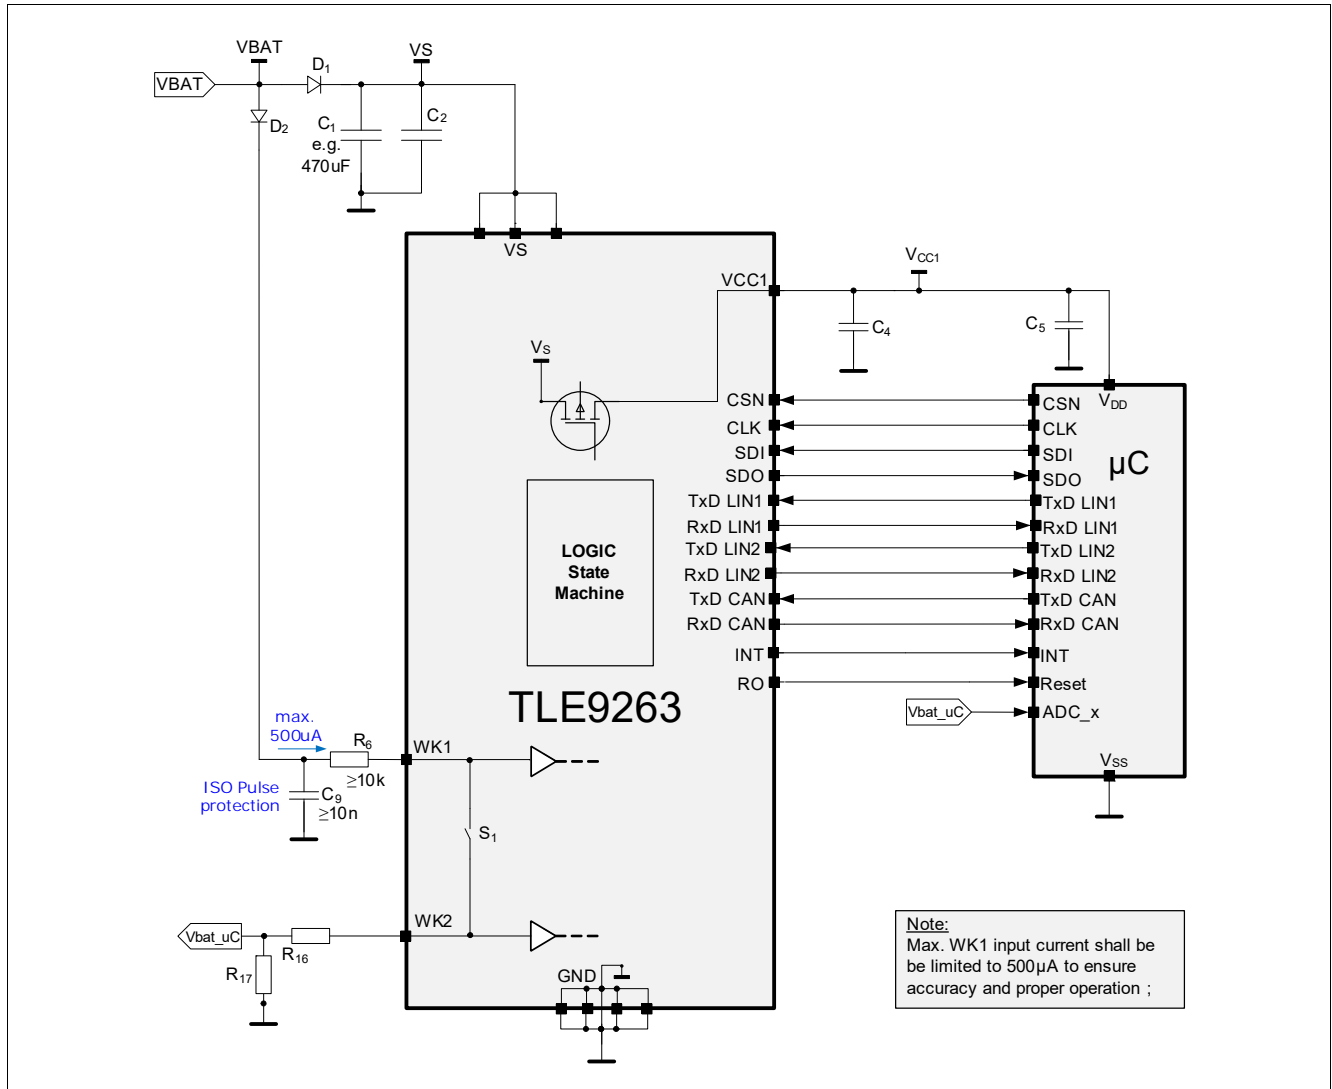 VBAT
VBAT
D1
VS
D2
C1
e.g.
470uF
C2
VS
VCC1
VCC1
C4
C5
VS
CSN
CLK
SDI
SDO
TxD LIN1
RxD LIN1
TxD LIN2
RxD LIN2
TxD CAN
RxD CAN
INT
RO
VDD
CSN
CLK
SDI
SDO
TxD LIN1
RxD LIN1
TxD LIN2
RxD LIN2
TxD CAN
RxD CAN
INT
Reset
ADC_x
µC
VSS
Vbat_uC
LOGIC
State
Machine
TLE9263
max.
500uA
R6
≥10k
WK1
ISO Pulse
protection
C9
≥10n
S1
WK2
Vbat_uC
R16
R17
GND
Note:
Max. WK1 input current shall be
be limited to 500µA to ensure
accuracy and proper operation ;